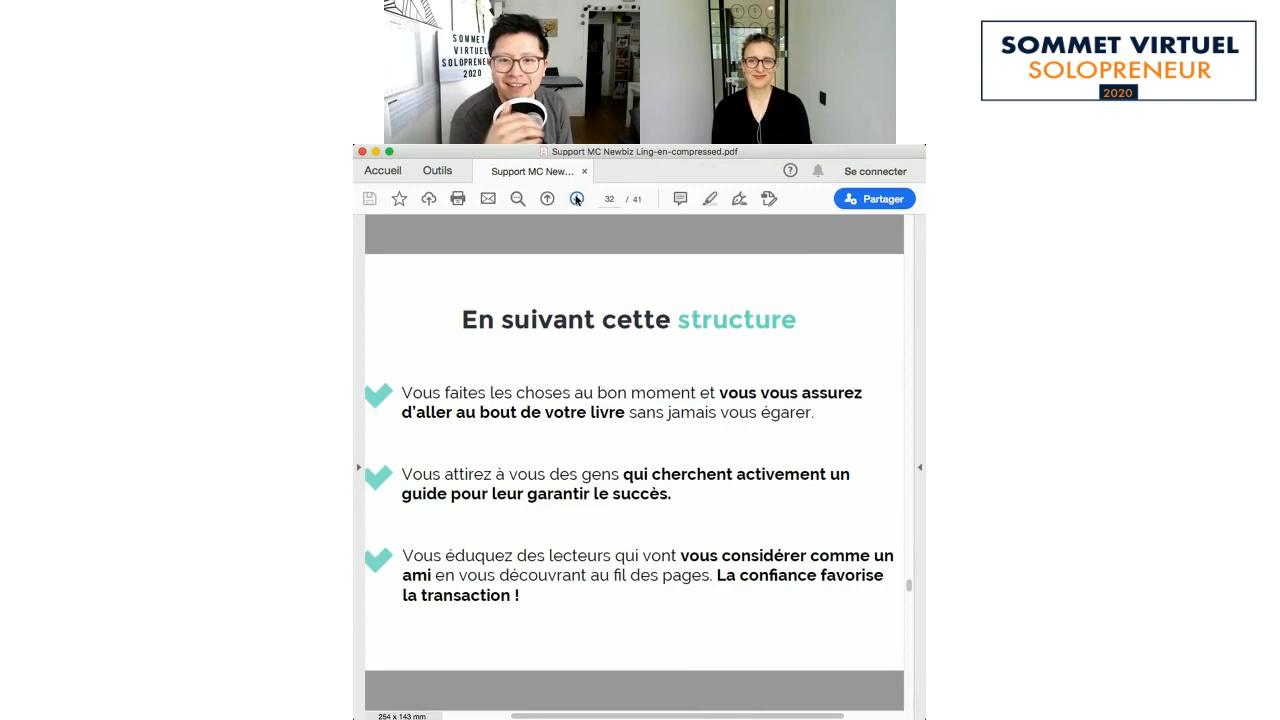 SOMMET
VIRTUEL
SOLOPRENE
2020
SOMMET VIRTUEL
SOLOPRENEUR
2020
Support MC Newbiz Ling-en-compressed.pdf
Accueil
Outils
Support MC New... ×
?
Se connecter
32 / 41
Partager
En suivant cette structure
Vous faites les choses au bon moment et vous vous assurez
d'aller au bout de votre livre sans jamais vous égarer.
Vous attirez à vous des gens qui cherchent activement un
guide pour leur garantir le succès.
Vous éduquez des lecteurs qui vont vous considérer comme un
ami en vous découvrant au fil des pages. La confiance favorise
la transaction !
254 x 143 mm